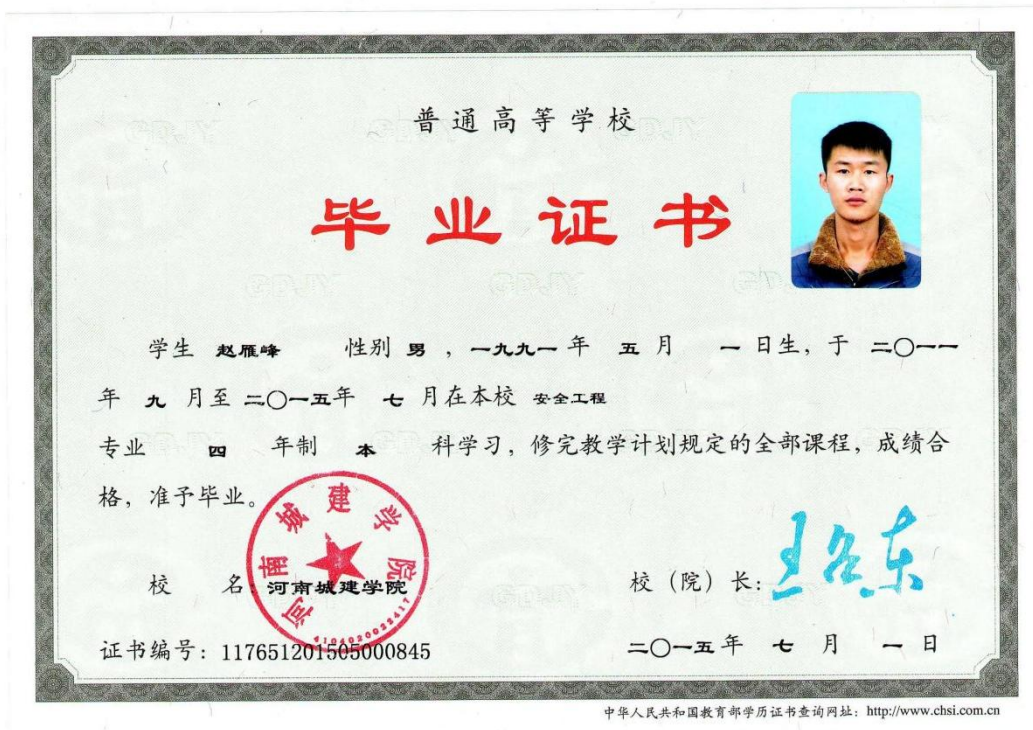 普通高等学校
毕业证书
学生 赵雁峰 性别 男 ，一九九一 年 五 月 一 日生，于 二〇一一
年 九 月至 二〇一五年 七 月在本校 安全工程
专业 四 年制 本 科学习，修完教学计划规定的全部课程，成绩合
格，准予毕业。
河南城建学院
4104020022417
校 名：河南城建学院
校（院）长：
证书编号：117651201505000845
二〇一五年 七 月 一 日
中华人民共和国教育部学历证书查询网址：http://www.chsi.com.cn